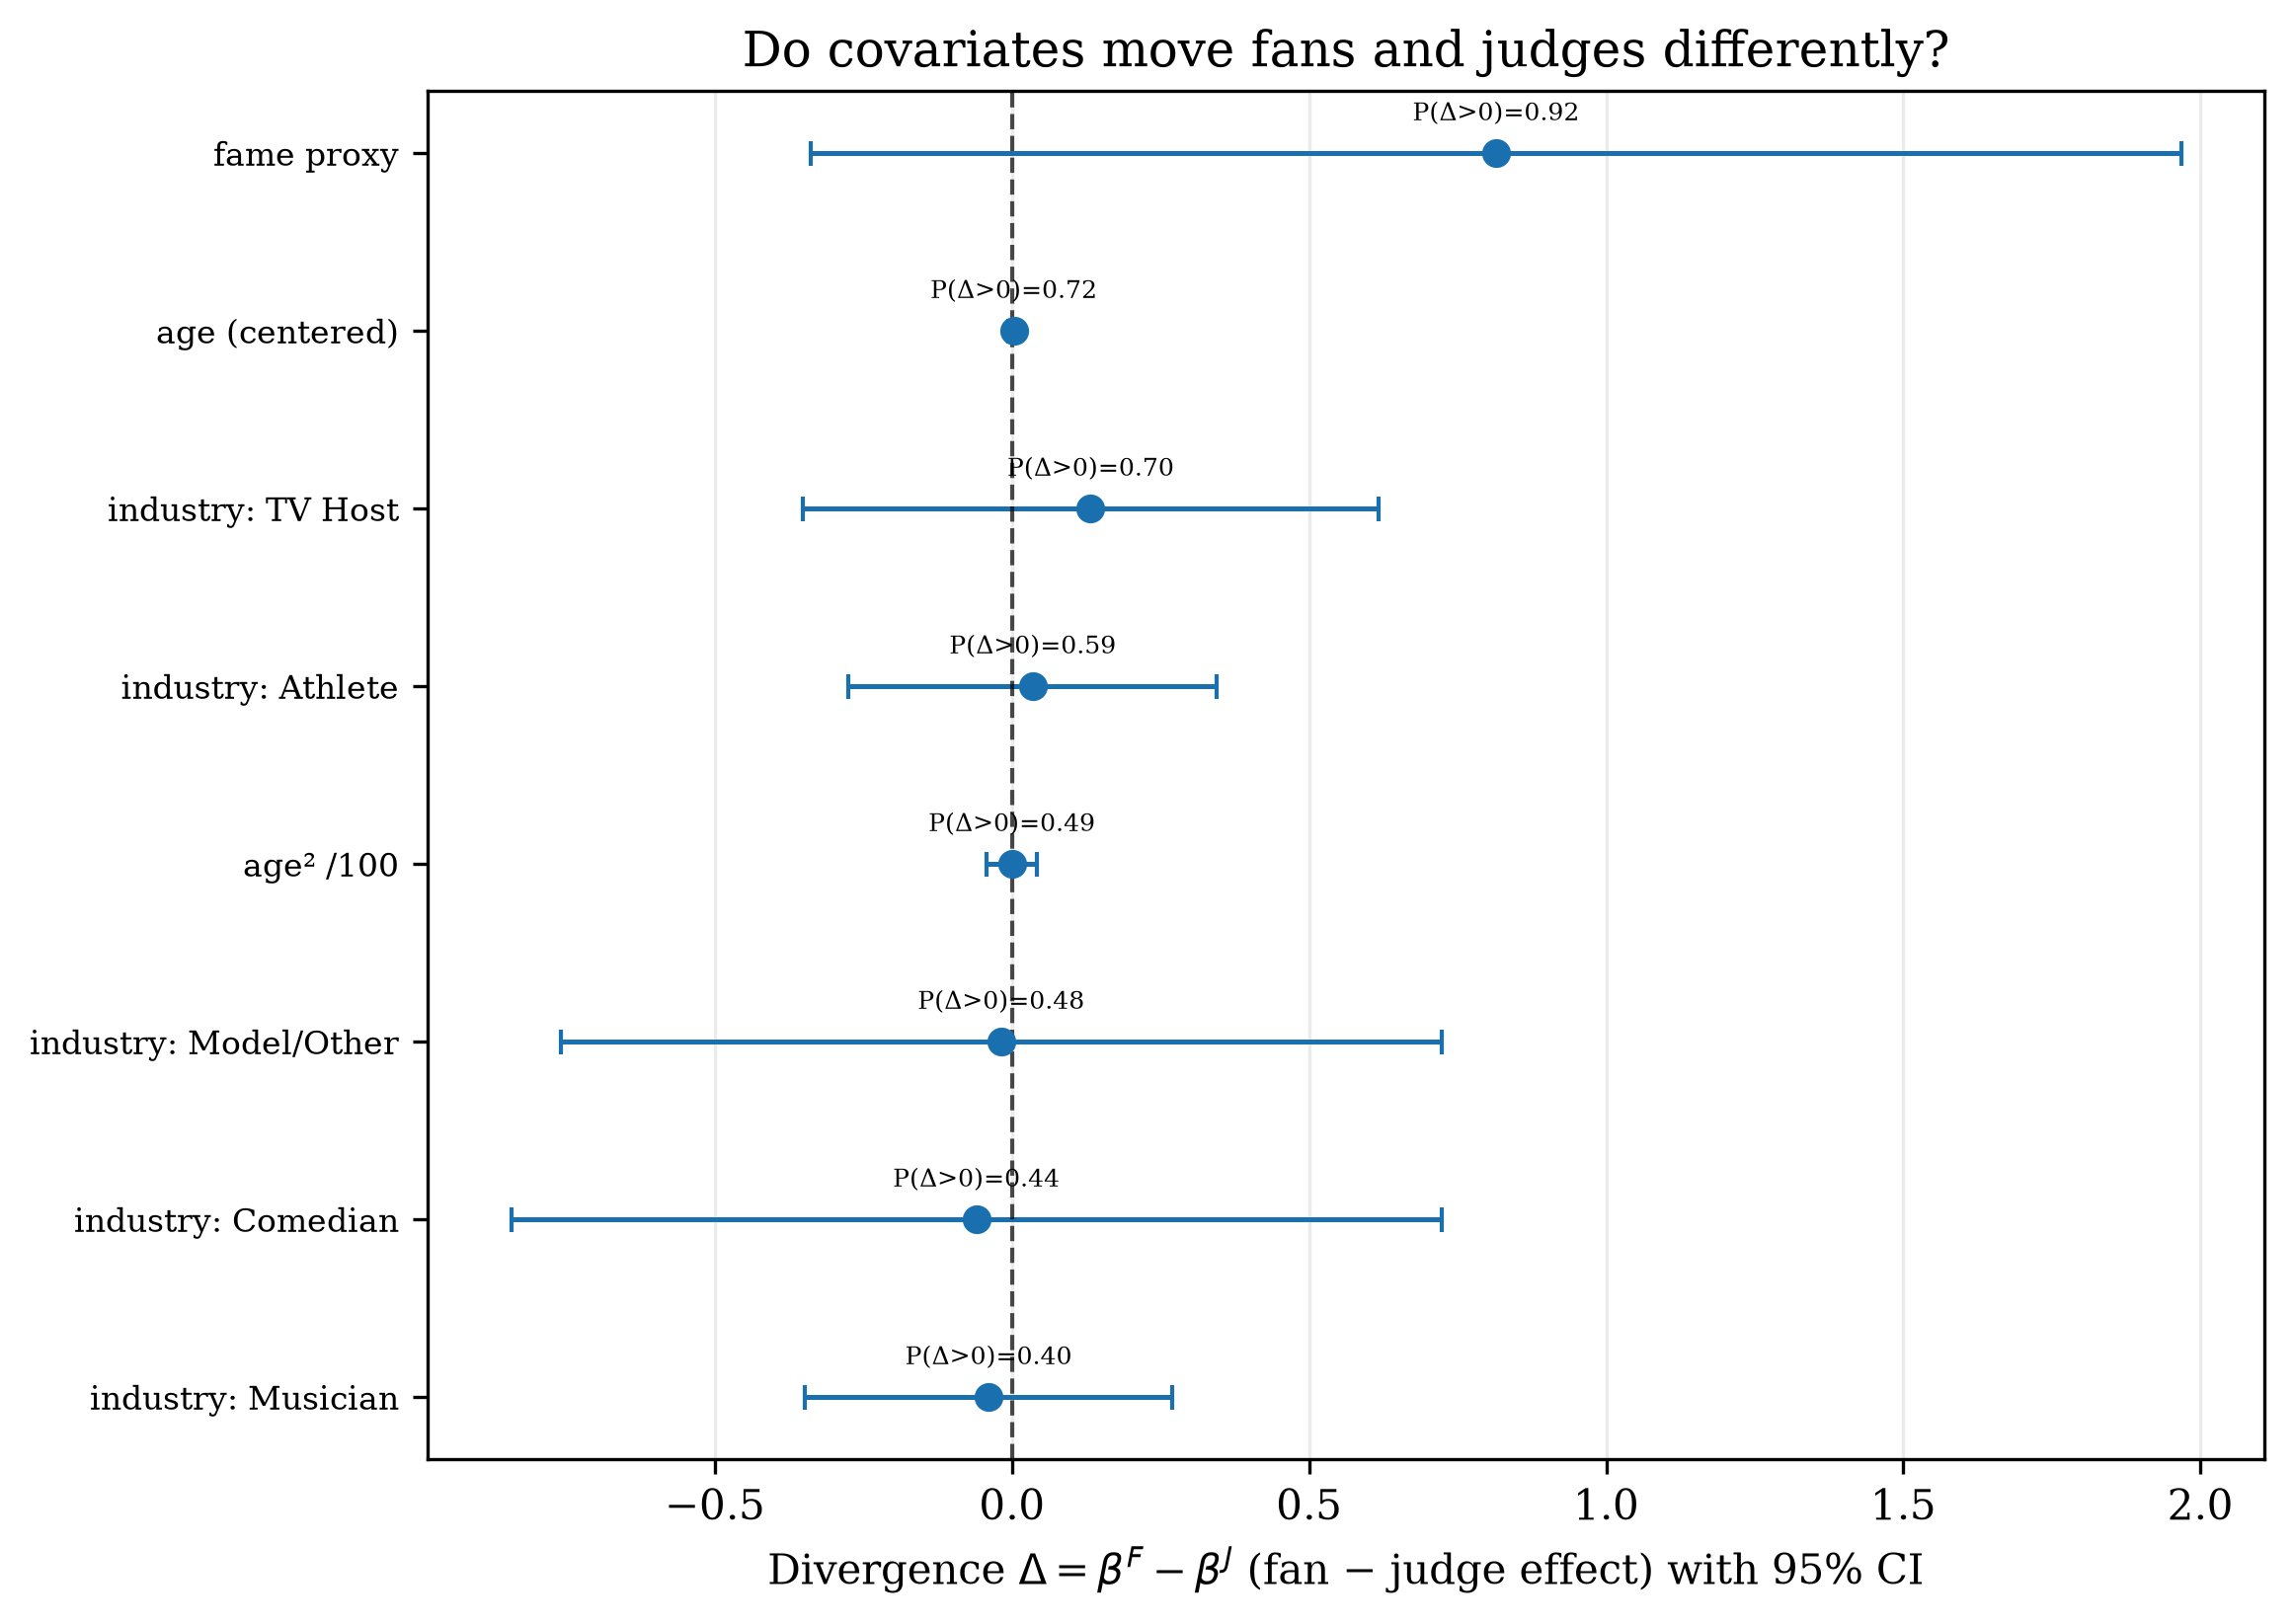 Do covariates move fans and judges differently?
P(Δ>0)=0.92
fame proxy
P(Δ>0)=0.72
age (centered)
P(Δ>0)=0.70
industry: TV Host
P(Δ>0)=0.59
industry: Athlete
P(Δ>0)=0.49
age² /100
P(Δ>0)=0.48
industry: Model/Other
P(Δ>0)=0.44
industry: Comedian
P(Δ>0)=0.40
industry: Musician
−0.5 0.0 0.5 1.0 1.5 2.0
Divergence Δ = β^F − β^J (fan − judge effect) with 95% CI